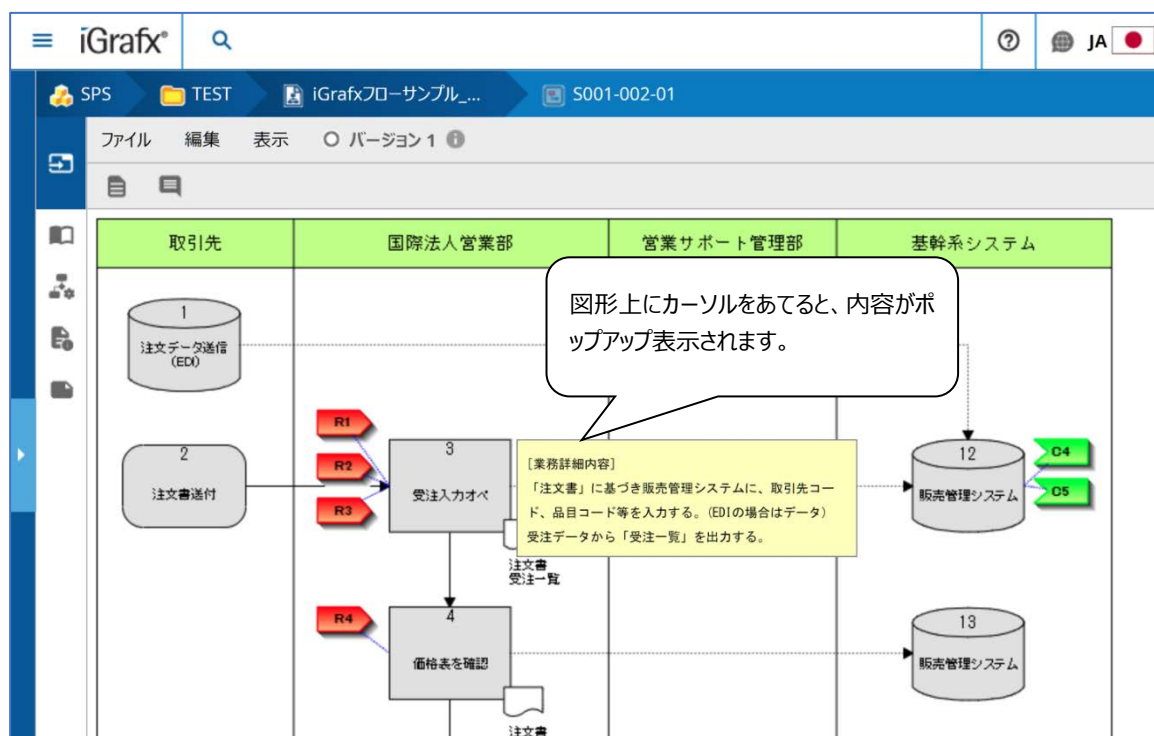 iGrafx®
JA
SPS
TEST
iGrafxフローサンプル_...
S001-002-01
ファイル 編集 表示 バージョン 1
取引先 国際法人営業部 営業サポート管理部 基幹系システム
図形上にカーソルをあてると、内容がポ
ップアップ表示されます。
1
注文データ送信
(EDI)
R1
R2
R3
2
注文書送付
3
受注入力オペ
[業務詳細内容]
「注文書」に基づき販売管理システムに、取引先コー
ド、品目コード等を入力する。(EDIの場合はデータ)
受注データから「受注一覧」を出力する。
12
販売管理システム
C4
C5
注文書
受注一覧
R4
4
価格表を確認
13
販売管理システム
注文書